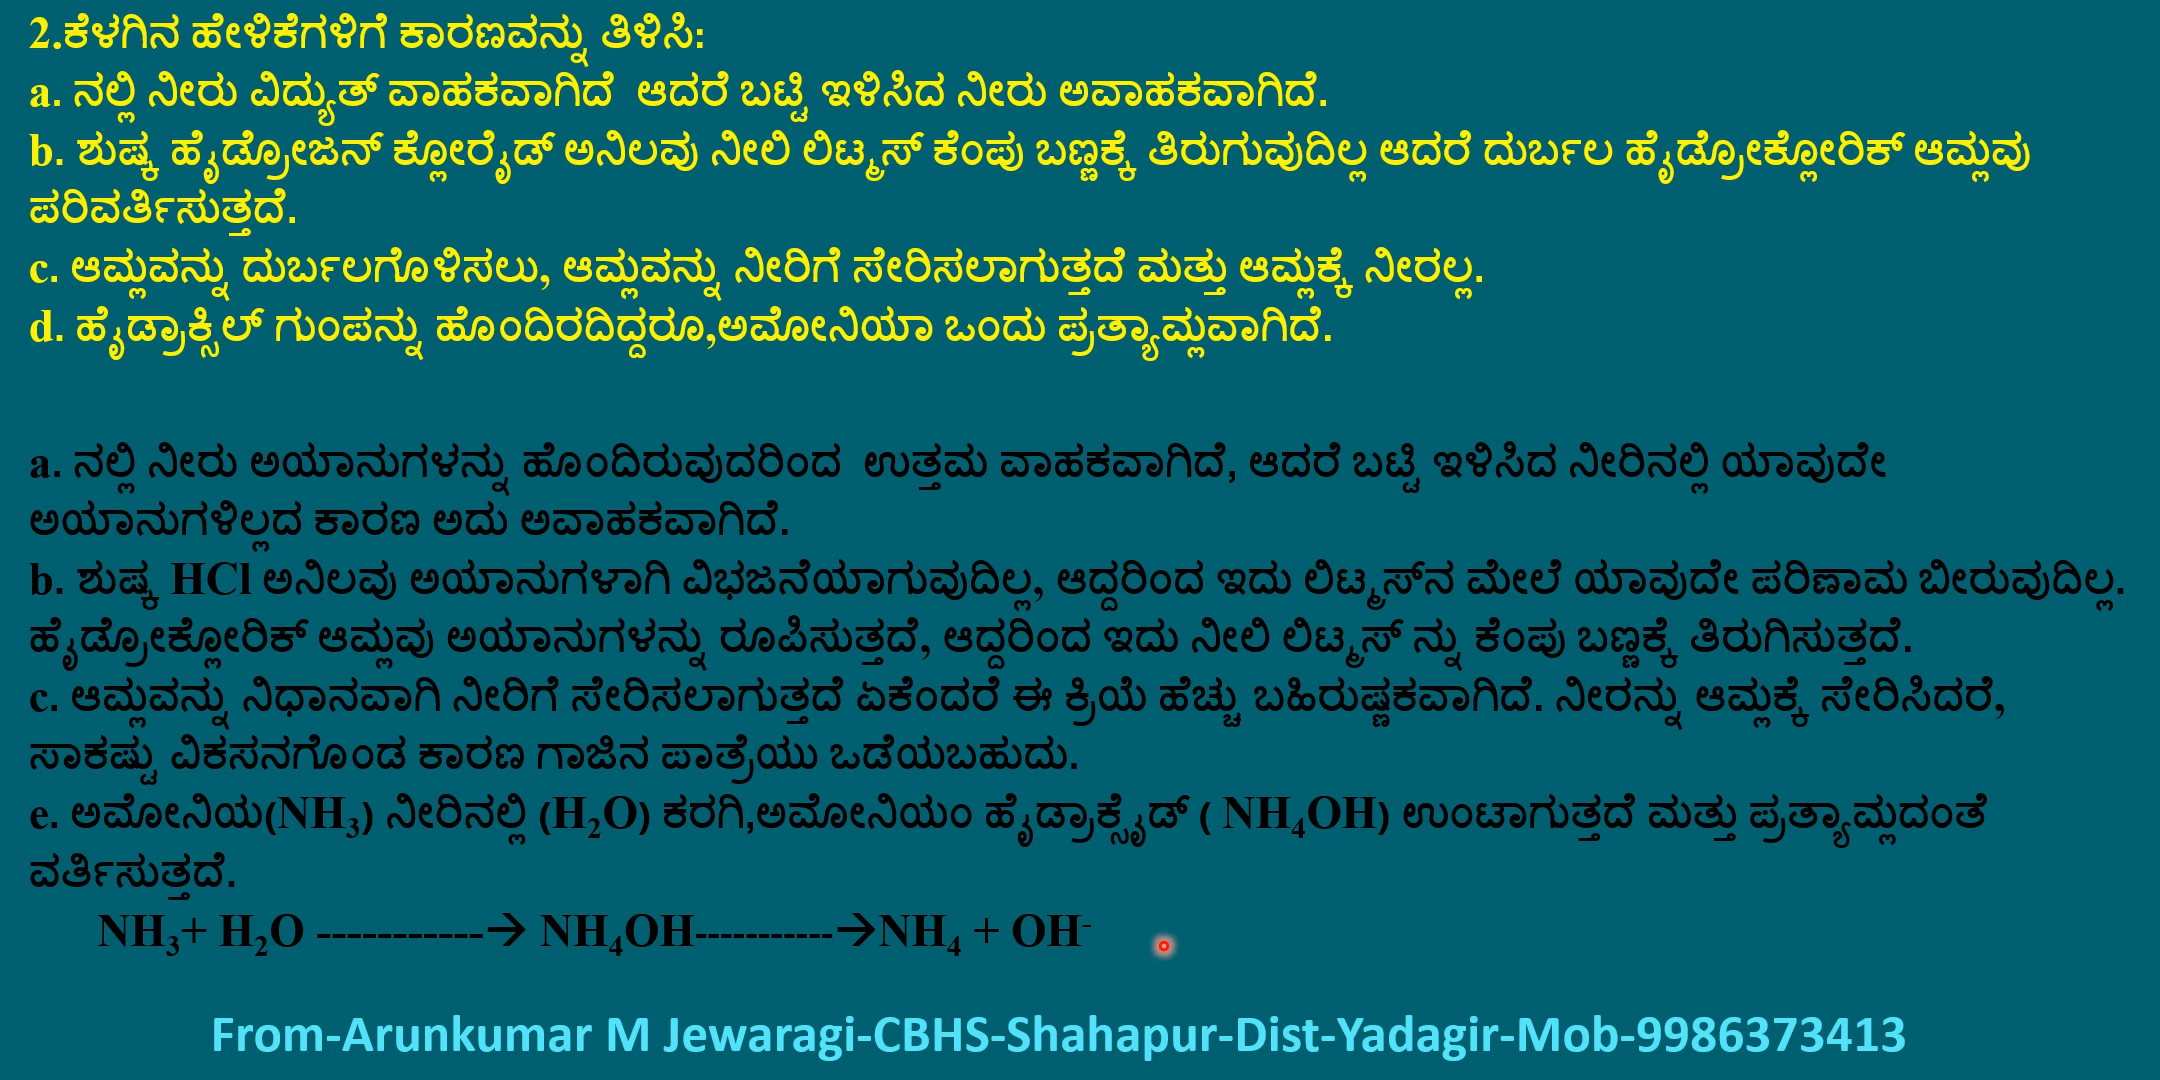 2.ಕೆಳಗಿನ ಹೇಳಿಕೆಗಳಿಗೆ ಕಾರಣವನ್ನು ತಿಳಿಸಿ:
a. ನಲ್ಲಿ ನೀರು ವಿದ್ಯುತ್ ವಾಹಕವಾಗಿದೆ ಆದರೆ ಬಟ್ಟಿ ಇಳಿಸಿದ ನೀರು ಅವಾಹಕವಾಗಿದೆ.
b. ಶುಷ್ಕ ಹೈಡ್ರೋಜನ್ ಕ್ಲೋರೈಡ್ ಅನಿಲವು ನೀಲಿ ಲಿಟ್ಮಸ್ ಕೆಂಪು ಬಣ್ಣಕ್ಕೆ ತಿರುಗುವುದಿಲ್ಲ ಆದರೆ ದುರ್ಬಲ ಹೈಡ್ರೋಕ್ಲೋರಿಕ್ ಆಮ್ಲವು
ಪರಿವರ್ತಿಸುತ್ತದೆ.
c. ಆಮ್ಲವನ್ನು ದುರ್ಬಲಗೊಳಿಸಲು, ಆಮ್ಲವನ್ನು ನೀರಿಗೆ ಸೇರಿಸಲಾಗುತ್ತದೆ ಮತ್ತು ಆಮ್ಲಕ್ಕೆ ನೀರಲ್ಲ.
d. ಹೈಡ್ರಾಕ್ಸಿಲ್ ಗುಂಪನ್ನು ಹೊಂದಿರದಿದ್ದರೂ,ಅಮೋನಿಯಾ ಒಂದು ಪ್ರತ್ಯಾಮ್ಲವಾಗಿದೆ.
a. ನಲ್ಲಿ ನೀರು ಅಯಾನುಗಳನ್ನು ಹೊಂದಿರುವುದರಿಂದ ಉತ್ತಮ ವಾಹಕವಾಗಿದೆ, ಆದರೆ ಬಟ್ಟಿ ಇಳಿಸಿದ ನೀರಿನಲ್ಲಿ ಯಾವುದೇ
ಅಯಾನುಗಳಿಲ್ಲದ ಕಾರಣ ಅದು ಅವಾಹಕವಾಗಿದೆ.
b. ಶುಷ್ಕ HCl ಅನಿಲವು ಅಯಾನುಗಳಾಗಿ ವಿಭಜನೆಯಾಗುವುದಿಲ್ಲ, ಆದ್ದರಿಂದ ಇದು ಲಿಟ್ಮಸ್‌ನ ಮೇಲೆ ಯಾವುದೇ ಪರಿಣಾಮ ಬೀರುವುದಿಲ್ಲ.
ಹೈಡ್ರೋಕ್ಲೋರಿಕ್ ಆಮ್ಲವು ಅಯಾನುಗಳನ್ನು ರೂಪಿಸುತ್ತದೆ, ಆದ್ದರಿಂದ ಇದು ನೀಲಿ ಲಿಟ್ಮಸ್ ನ್ನು ಕೆಂಪು ಬಣ್ಣಕ್ಕೆ ತಿರುಗಿಸುತ್ತದೆ.
c. ಆಮ್ಲವನ್ನು ನಿಧಾನವಾಗಿ ನೀರಿಗೆ ಸೇರಿಸಲಾಗುತ್ತದೆ ಏಕೆಂದರೆ ಈ ಕ್ರಿಯೆ ಹೆಚ್ಚು ಬಹಿರುಷ್ಣಕವಾಗಿದೆ. ನೀರನ್ನು ಆಮ್ಲಕ್ಕೆ ಸೇರಿಸಿದರೆ,
ಸಾಕಷ್ಟು ವಿಕಸನಗೊಂಡ ಕಾರಣ ಗಾಜಿನ ಪಾತ್ರೆಯು ಒಡೆಯಬಹುದು.
e. ಅಮೋನಿಯ(NH₃) ನೀರಿನಲ್ಲಿ (H₂O) ಕರಗಿ,ಅಮೋನಿಯಂ ಹೈಡ್ರಾಕ್ಸೈಡ್ ( NH₄OH) ಉಂಟಾಗುತ್ತದೆ ಮತ್ತು ಪ್ರತ್ಯಾಮ್ಲದಂತೆ
ವರ್ತಿಸುತ್ತದೆ.
NH₃+ H₂O -----------→ NH₄OH-----------→NH₄ + OH⁻
From-Arunkumar M Jewaragi-CBHS-Shahapur-Dist-Yadagir-Mob-9986373413